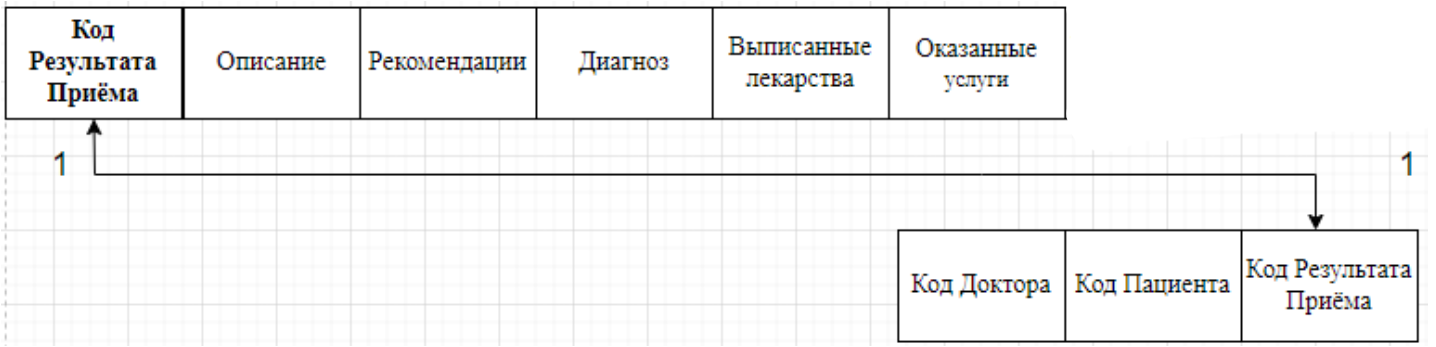 Код
Результата
Приёма
Описание
Рекомендации
Диагноз
Выписанные
лекарства
Оказанные
услуги
1
1
Код Доктора
Код Пациента
Код Результата
Приёма